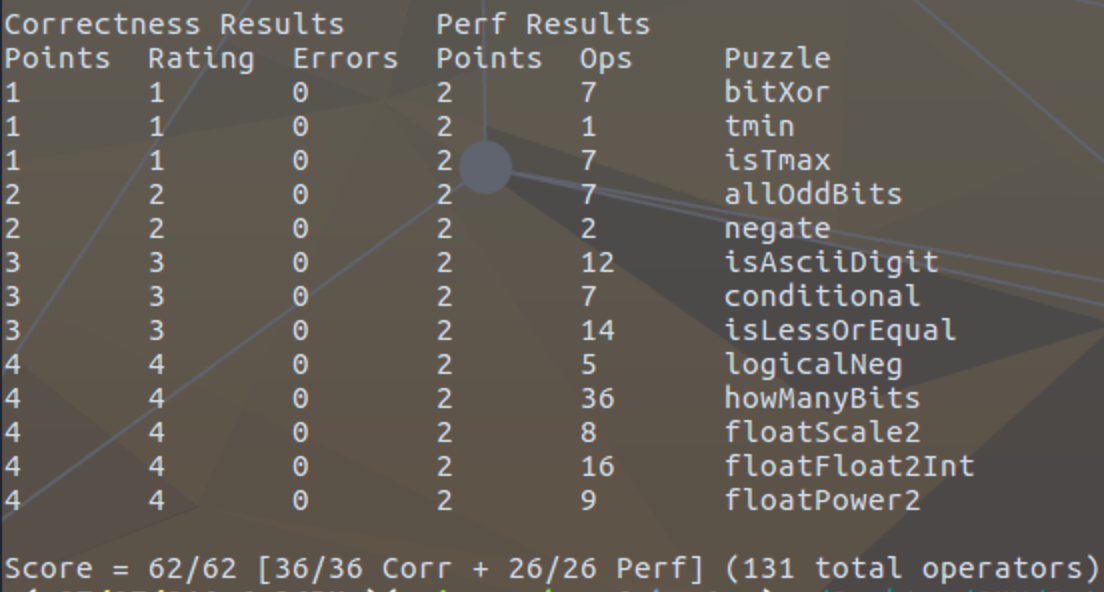 Correctness Results Perf Results
Points Rating Errors Points Ops Puzzle
1 1 0 2 7 bitXor
1 1 0 2 1 tmin
1 1 0 2 7 isTmax
2 2 0 2 7 allOddBits
2 2 0 2 2 negate
3 3 0 2 12 isAsciiDigit
3 3 0 2 7 conditional
3 3 0 2 14 isLessOrEqual
4 4 0 2 5 logicalNeg
4 4 0 2 36 howManyBits
4 4 0 2 8 floatScale2
4 4 0 2 16 floatFloat2Int
4 4 0 2 9 floatPower2
Score = 62/62 [36/36 Corr + 26/26 Perf] (131 total operators)